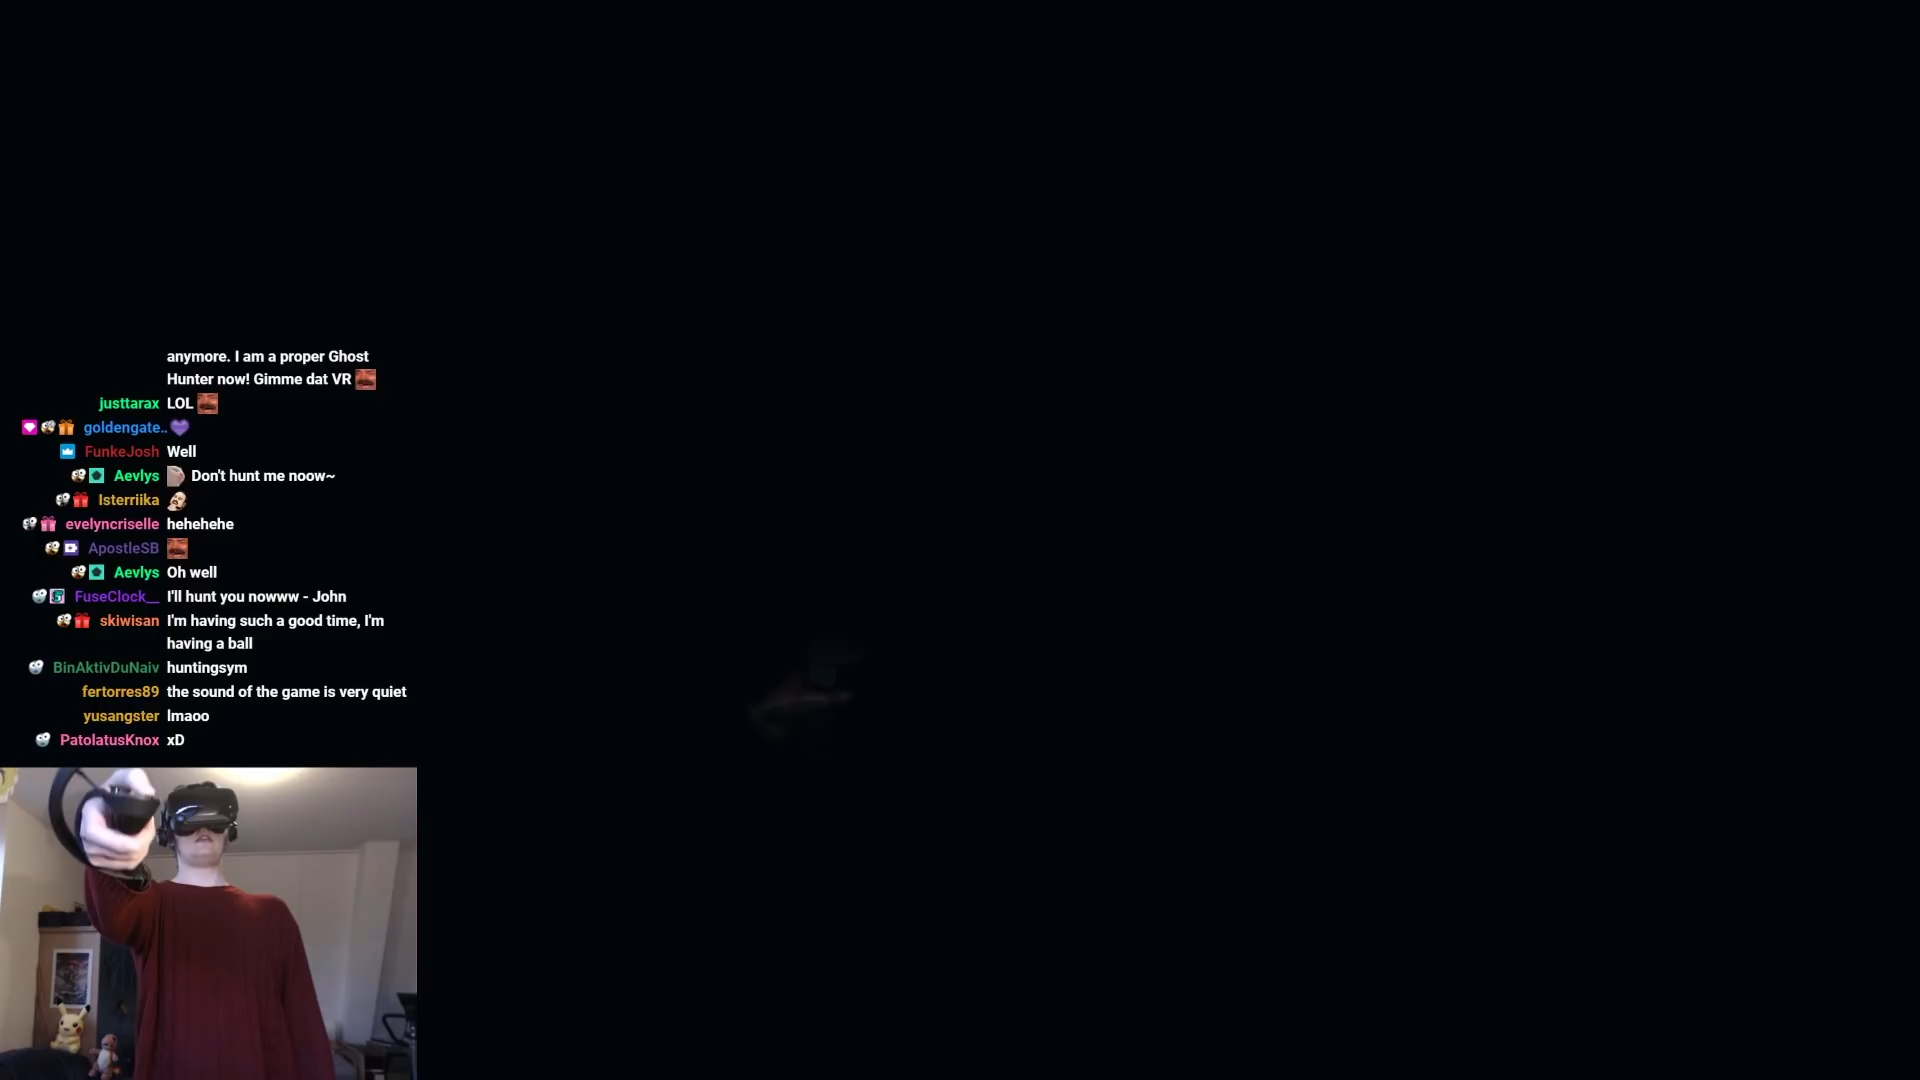 anymore. I am a proper Ghost
Hunter now! Gimme dat VR
justtarax LOL
goldengate..
FunkeJosh Well
Aevlys Don't hunt me noow~
Isterriika
evelyncriselle hehehehe
ApostleSB
Aevlys Oh well
FuseClock__ I'll hunt you nowww - John
skiwisan I'm having such a good time, I'm
having a ball
BinAktivDuNaiv huntingsym
fertorres89 the sound of the game is very quiet
yusangster lmaoo
PatolatusKnox xD